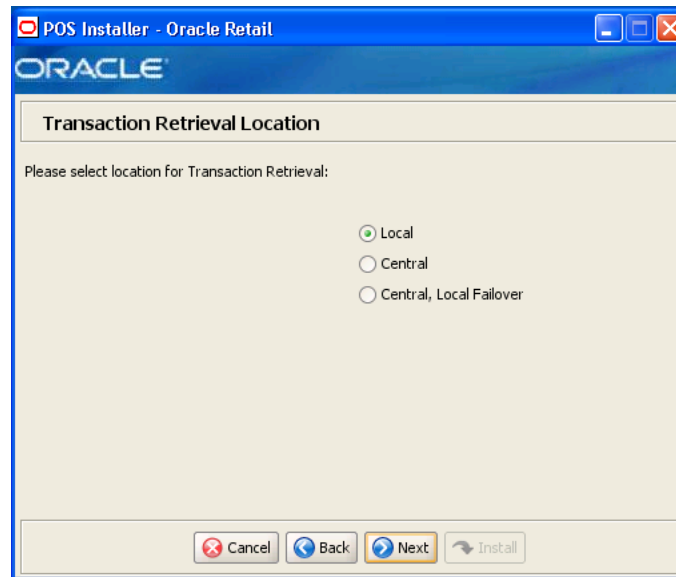 POS Installer - Oracle Retail
ORACLE
Transaction Retrieval Location
Please select location for Transaction Retrieval:
Local
Central
Central, Local Failover
Cancel
Back
Next
Install